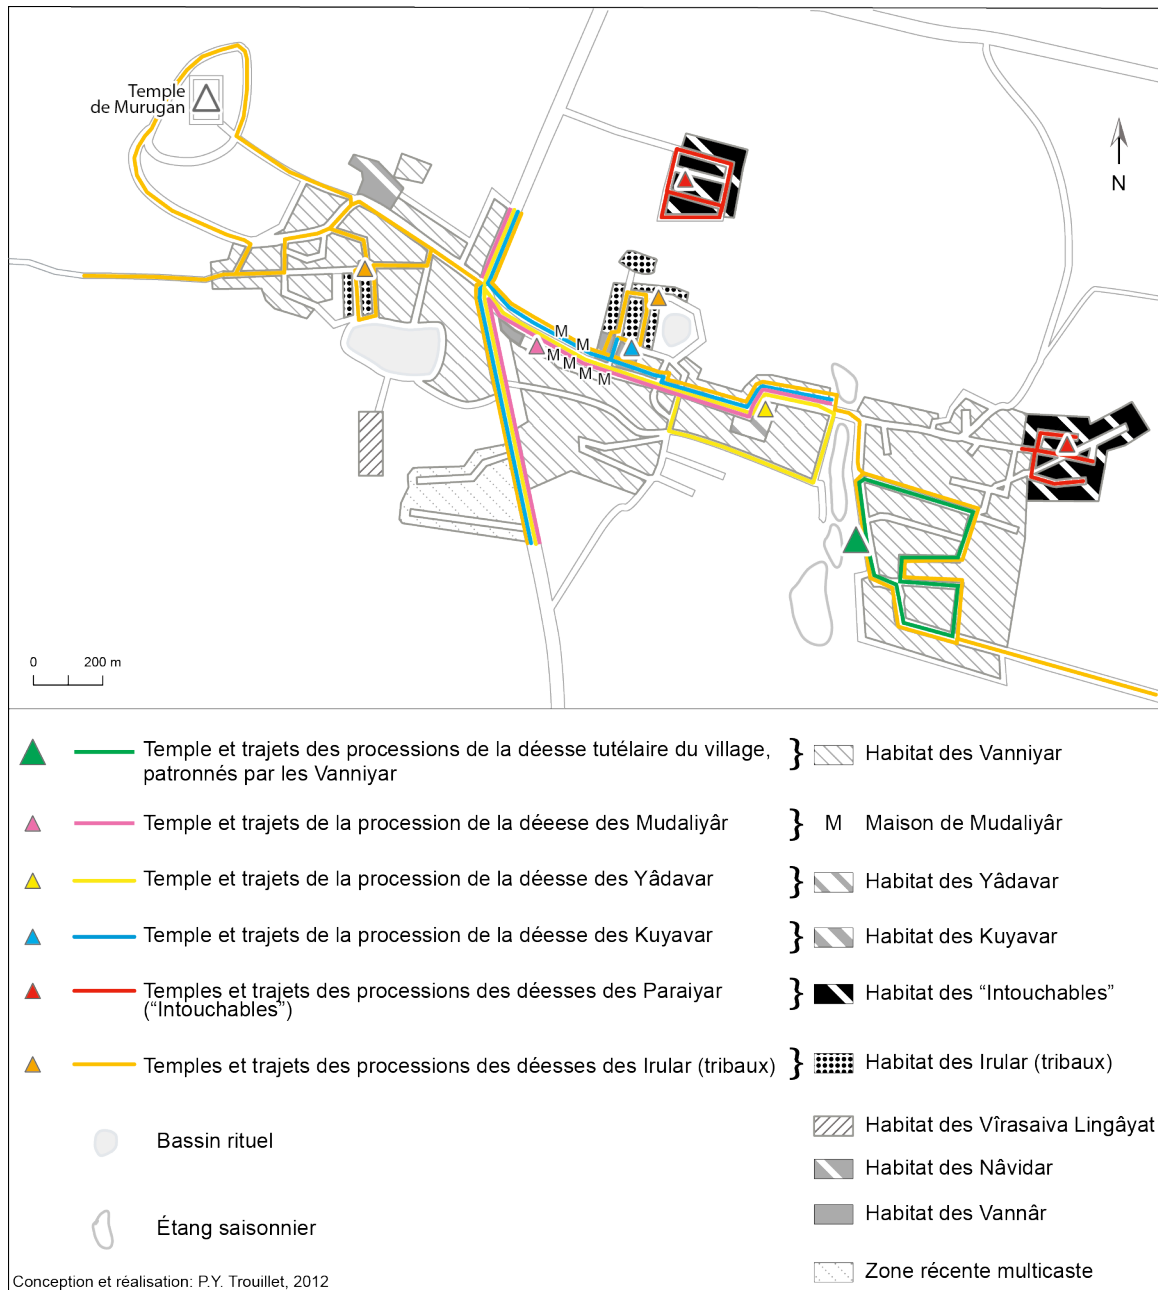 Temple
de Murugan
N
M
M
M
M
M
M
0 200 m
Temple et trajets des processions de la déesse tutélaire du village,
patronnés par les Vanniyar
} Habitat des Vanniyar
Temple et trajets de la procession de la déeese des Mudaliyâr
} M Maison de Mudaliyâr
Temple et trajets de la procession de la déesse des Yâdavar
} Habitat des Yâdavar
Temple et trajets de la procession de la déesse des Kuyavar
} Habitat des Kuyavar
Temples et trajets des processions des déesses des Paraiyar
(“Intouchables”)
} Habitat des “Intouchables”
Temples et trajets des processions des déesses des Irular (tribaux)
} Habitat des Irular (tribaux)
Habitat des Vîrasaiva Lingâyat
Bassin rituel
Habitat des Nâvidar
Habitat des Vannâr
Étang saisonnier
Zone récente multicaste
Conception et réalisation: P.Y. Trouillet, 2012